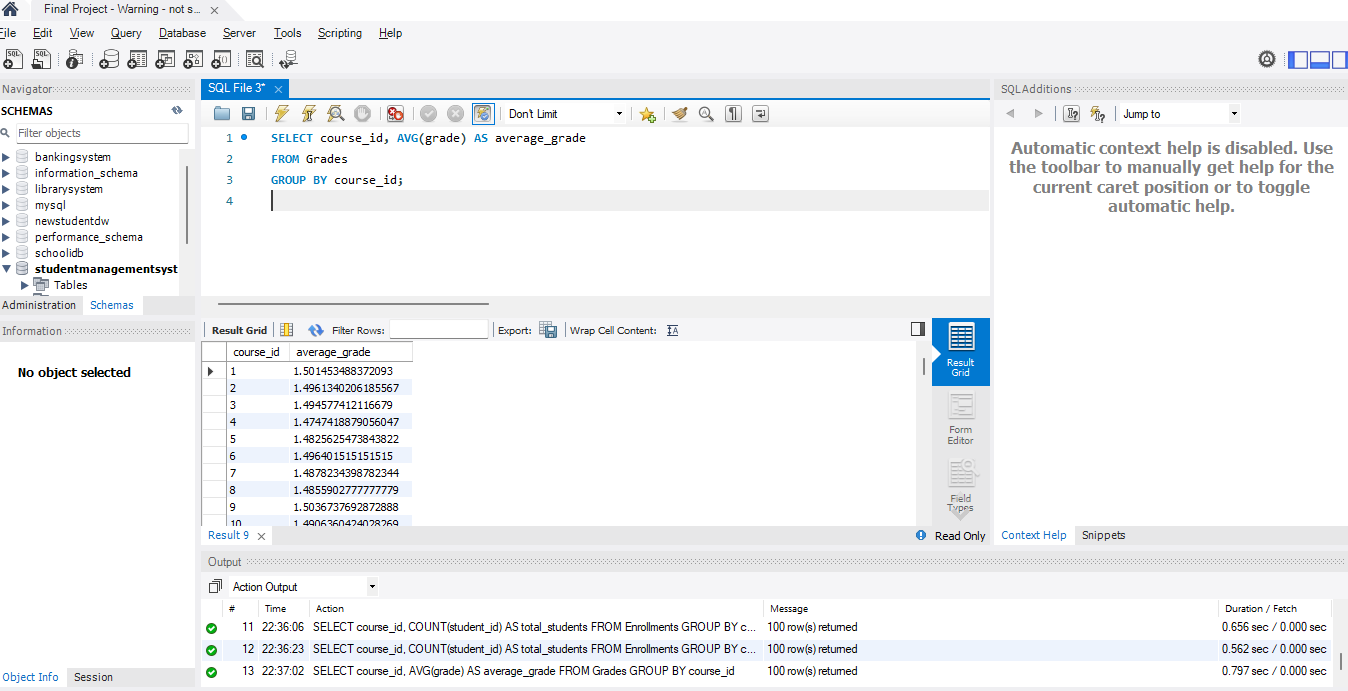 Final Project - Warning - not s...
File Edit View Query Database Server Tools Scripting Help
Navigator
SCHEMAS
Filter objects
bankingsystem
information_schema
librarysystem
mysql
newstudentdw
performance_schema
schoolidb
studentmanagementsyst
Tables
Administration Schemas
Information
No object selected
Object Info Session
SQL File 3*
Don't Limit
1 SELECT course_id, AVG(grade) AS average_grade
2 FROM Grades
3 GROUP BY course_id;
4
Result Grid Filter Rows: Export: Wrap Cell Content:
course_id average_grade
1 1.501453488372093
2 1.4961340206185567
3 1.494577412116679
4 1.4747418879056047
5 1.4825625473843822
6 1.496401515151515
7 1.4878234398782344
8 1.4855902777777779
9 1.5036737692872888
10 1.4906360424028269
Result Grid
Form Editor
Field Types
Result 9
Read Only
SQLAdditions
Jump to
Automatic context help is disabled. Use
the toolbar to manually get help for the
current caret position or to toggle
automatic help.
Context Help Snippets
Output
Action Output
# Time Action Message Duration / Fetch
11 22:36:06 SELECT course_id, COUNT(student_id) AS total_students FROM Enrollments GROUP BY c... 100 row(s) returned 0.656 sec / 0.000 sec
12 22:36:23 SELECT course_id, COUNT(student_id) AS total_students FROM Enrollments GROUP BY c... 100 row(s) returned 0.562 sec / 0.000 sec
13 22:37:02 SELECT course_id, AVG(grade) AS average_grade FROM Grades GROUP BY course_id 100 row(s) returned 0.797 sec / 0.000 sec